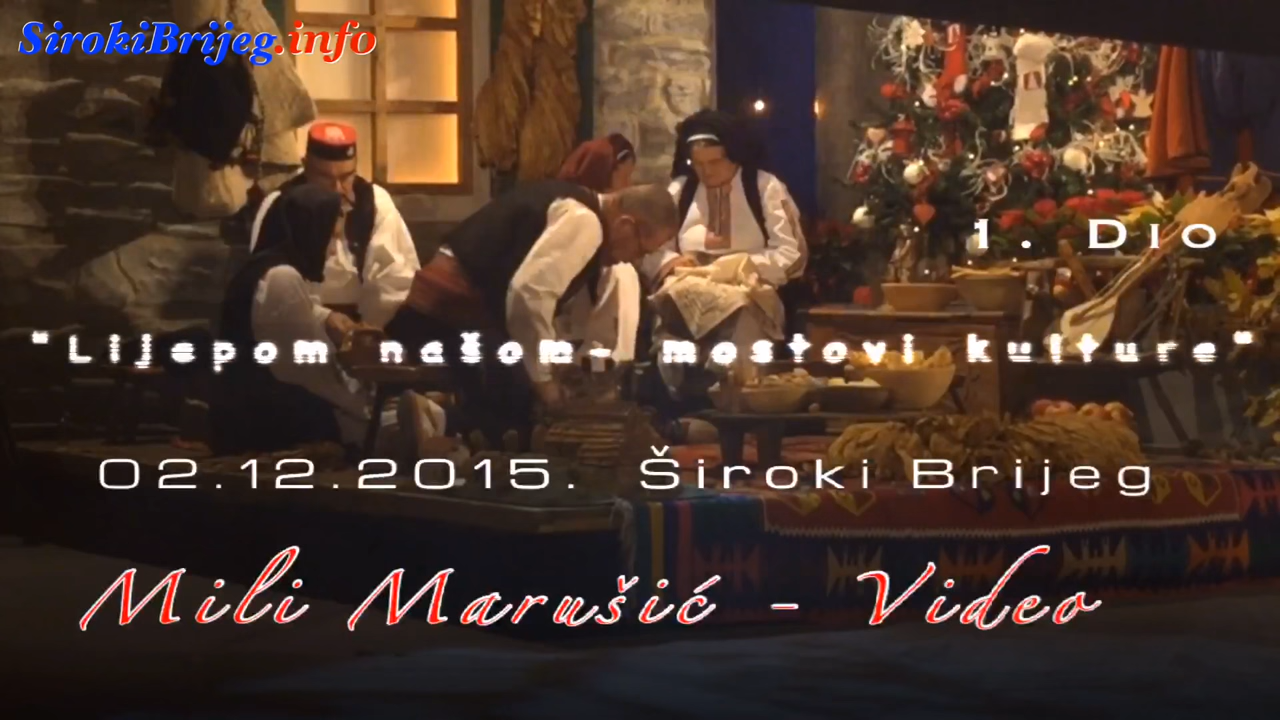 SirokiBrijeg.info
1. Dio
"Lijepom našom- mostovi kulture"
02.12.2015. Široki Brijeg
Mili Marušić - Video